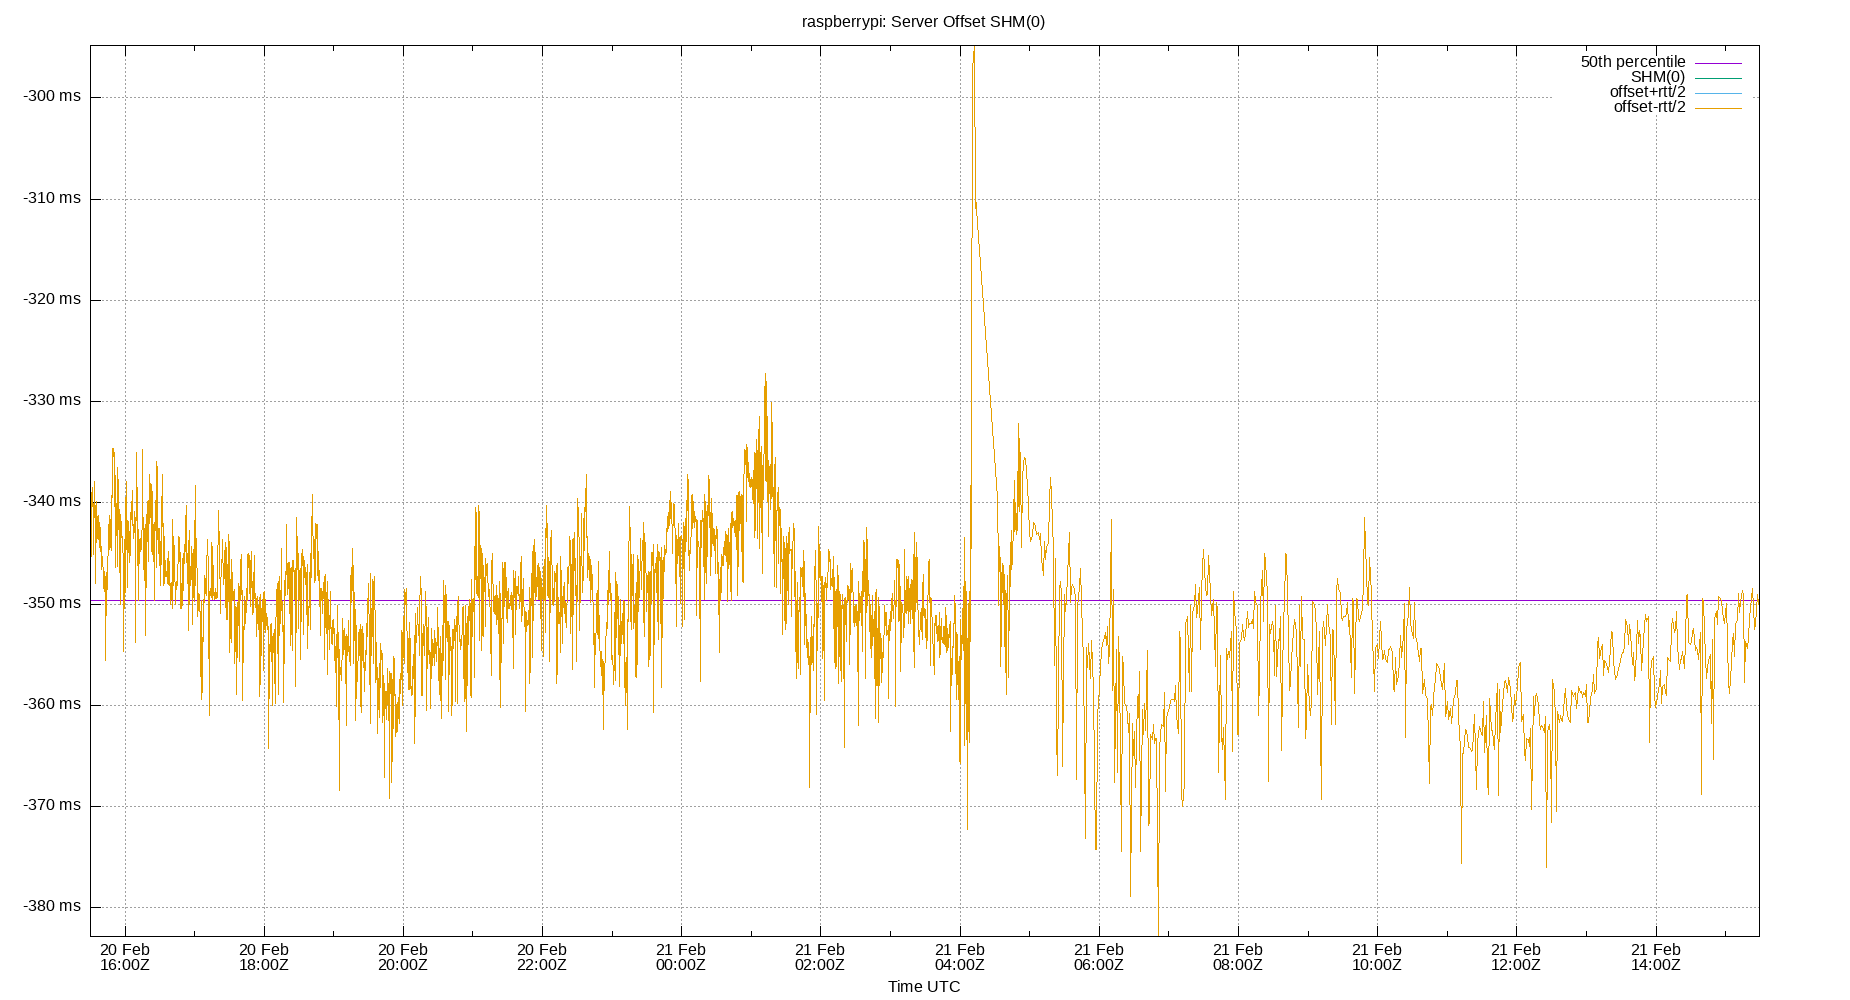 raspberrypi: Server Offset SHM(0)
50th percentile
SHM(0)
offset+rtt/2
offset-rtt/2
-300 ms
-310 ms
-320 ms
-330 ms
-340 ms
-350 ms
-360 ms
-370 ms
-380 ms
20 Feb 20 Feb 20 Feb 20 Feb 21 Feb 21 Feb 21 Feb 21 Feb 21 Feb 21 Feb 21 Feb 21 Feb
16:00Z 18:00Z 20:00Z 22:00Z 00:00Z 02:00Z 04:00Z 06:00Z 08:00Z 10:00Z 12:00Z 14:00Z
Time UTC